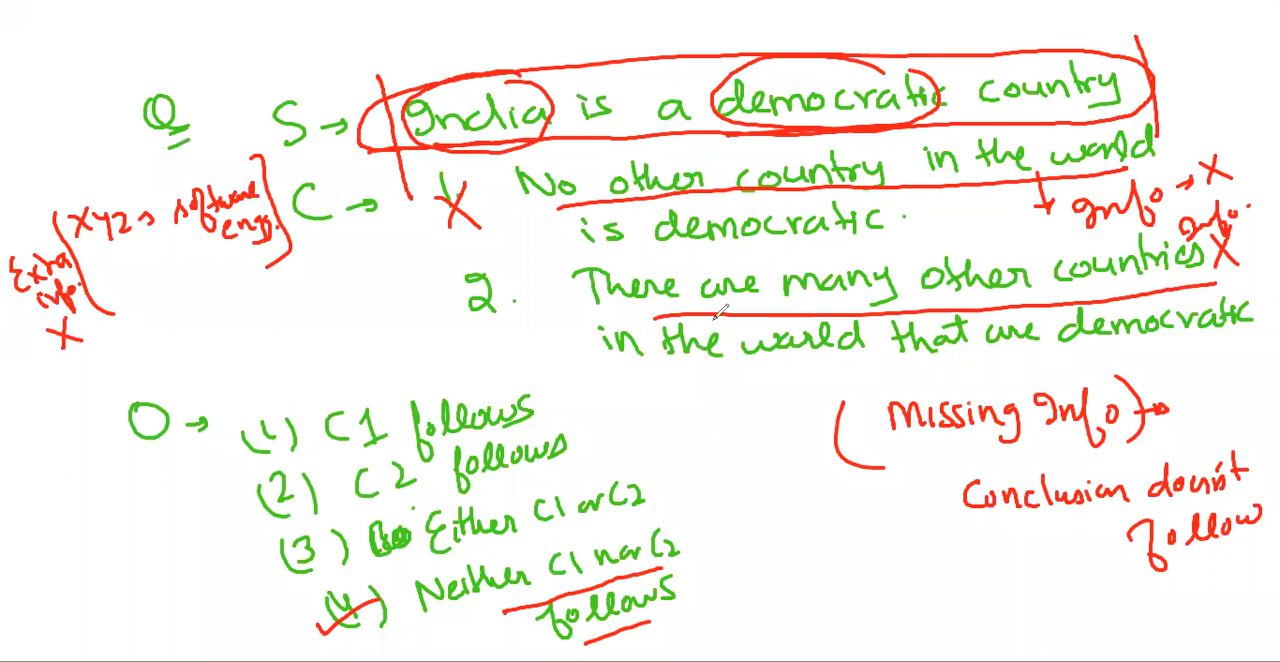 Q S → India is a democratic country
C → 1. No other country in the world
is democratic.
2. There are many other countries
in the world that are democratic
XYZ → software
engg.
Extra
info.
X
X
Info → X
Info.
X
O → (1) C1 follows
(2) C2 follows
(3) Either C1 or C2
(4) Neither C1 nor C2
follows
(Missing Info) →
Conclusion doesn't
follow